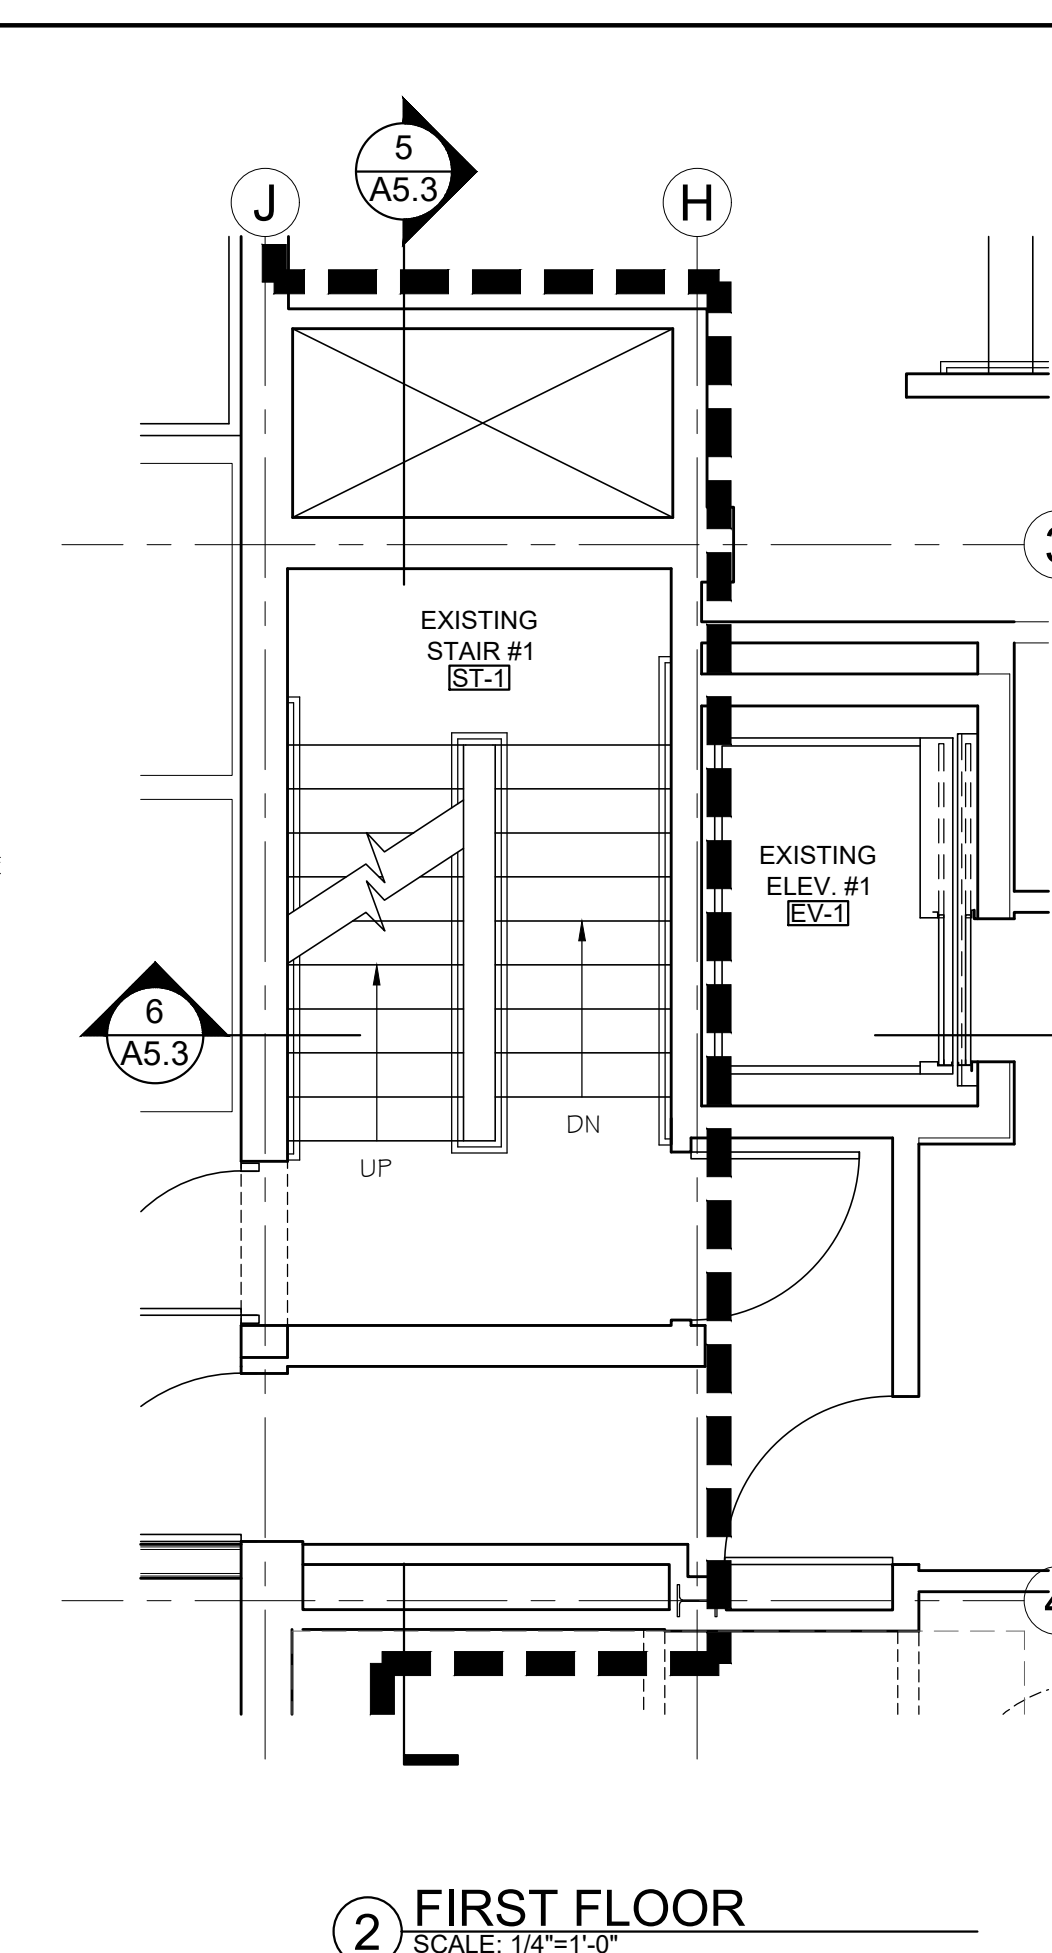 5
A5.3
J
H
EXISTING
STAIR #1
ST-1
EXISTING
ELEV. #1
EV-1
6
A5.3
DN
UP
2
FIRST FLOOR
SCALE: 1/4"=1'-0"